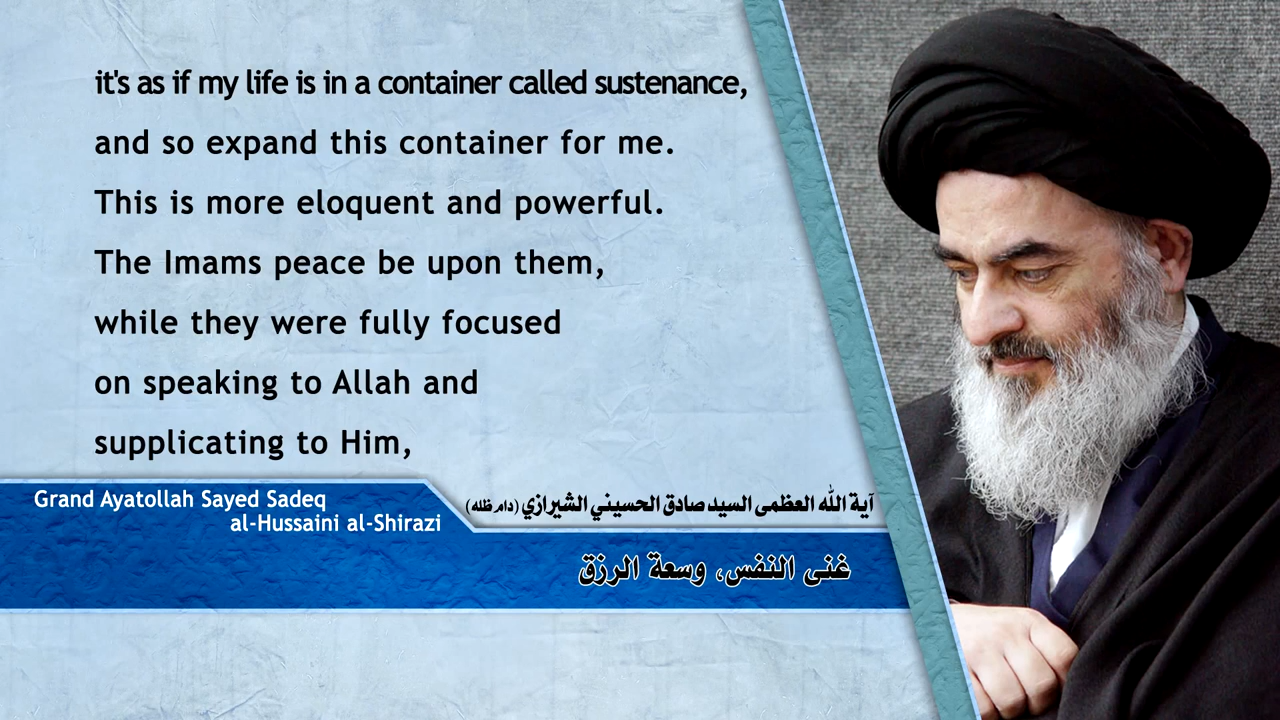 it's as if my life is in a container called sustenance,
and so expand this container for me.
This is more eloquent and powerful.
The Imams peace be upon them,
while they were fully focused
on speaking to Allah and
supplicating to Him,
Grand Ayatollah Sayed Sadeq
al-Hussaini al-Shirazi
آية الله العظمى السيد صادق الحسيني الشيرازي (دام ظله)
غنى النفس، وسعة الرزق